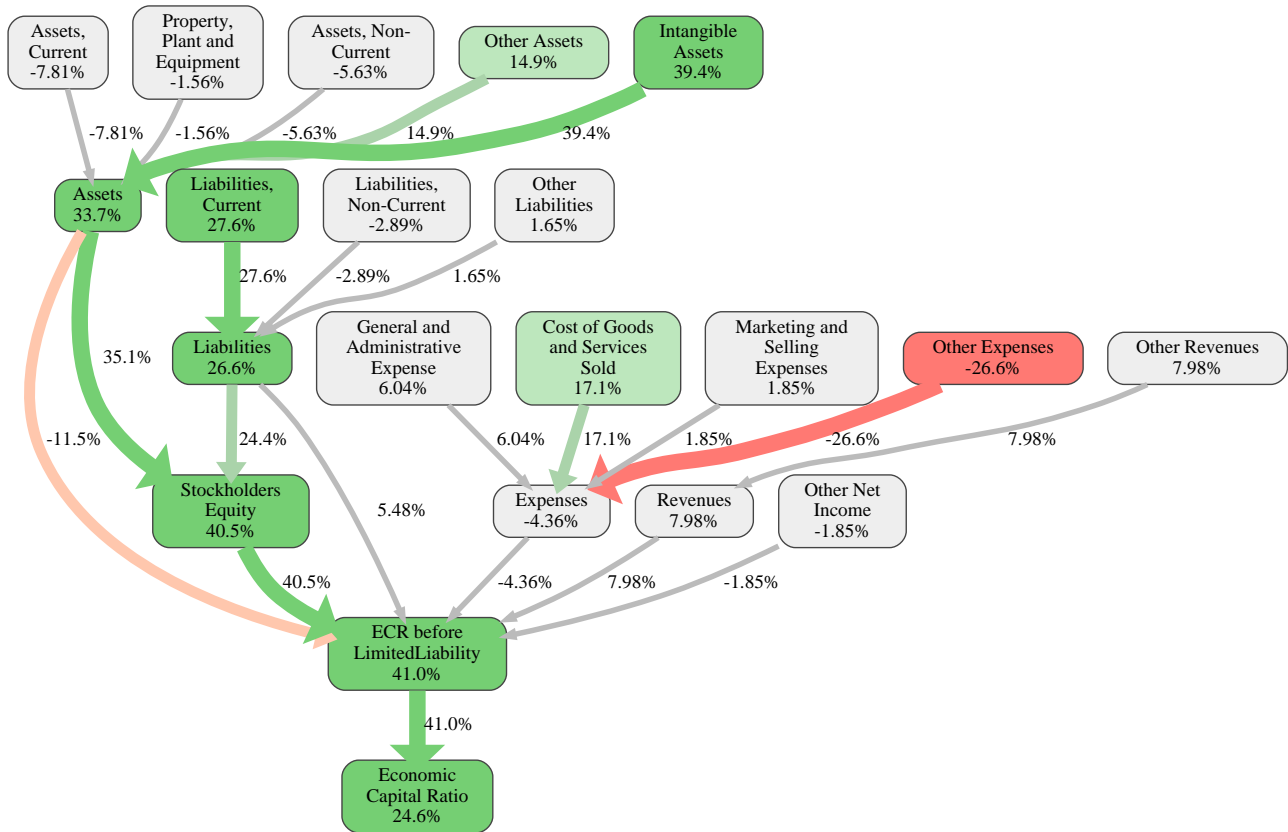 Assets,
Current
-7.81%
Property,
Plant and
Equipment
-1.56%
Assets, Non-
Current
-5.63%
Other Assets
14.9%
Intangible
Assets
39.4%
-7.81%
-1.56%
-5.63%
14.9%
39.4%
Assets
33.7%
Liabilities,
Current
27.6%
Liabilities,
Non-Current
-2.89%
Other
Liabilities
1.65%
27.6%
-2.89%
1.65%
Liabilities
26.6%
General and
Administrative
Expense
6.04%
Cost of Goods
and Services
Sold
17.1%
Marketing and
Selling
Expenses
1.85%
Other Expenses
-26.6%
Other Revenues
7.98%
35.1%
-11.5%
24.4%
6.04%
17.1%
1.85%
-26.6%
7.98%
Stockholders
Equity
40.5%
5.48%
Expenses
-4.36%
Revenues
7.98%
Other Net
Income
-1.85%
40.5%
-4.36%
7.98%
-1.85%
ECR before
LimitedLiability
41.0%
41.0%
Economic
Capital Ratio
24.6%